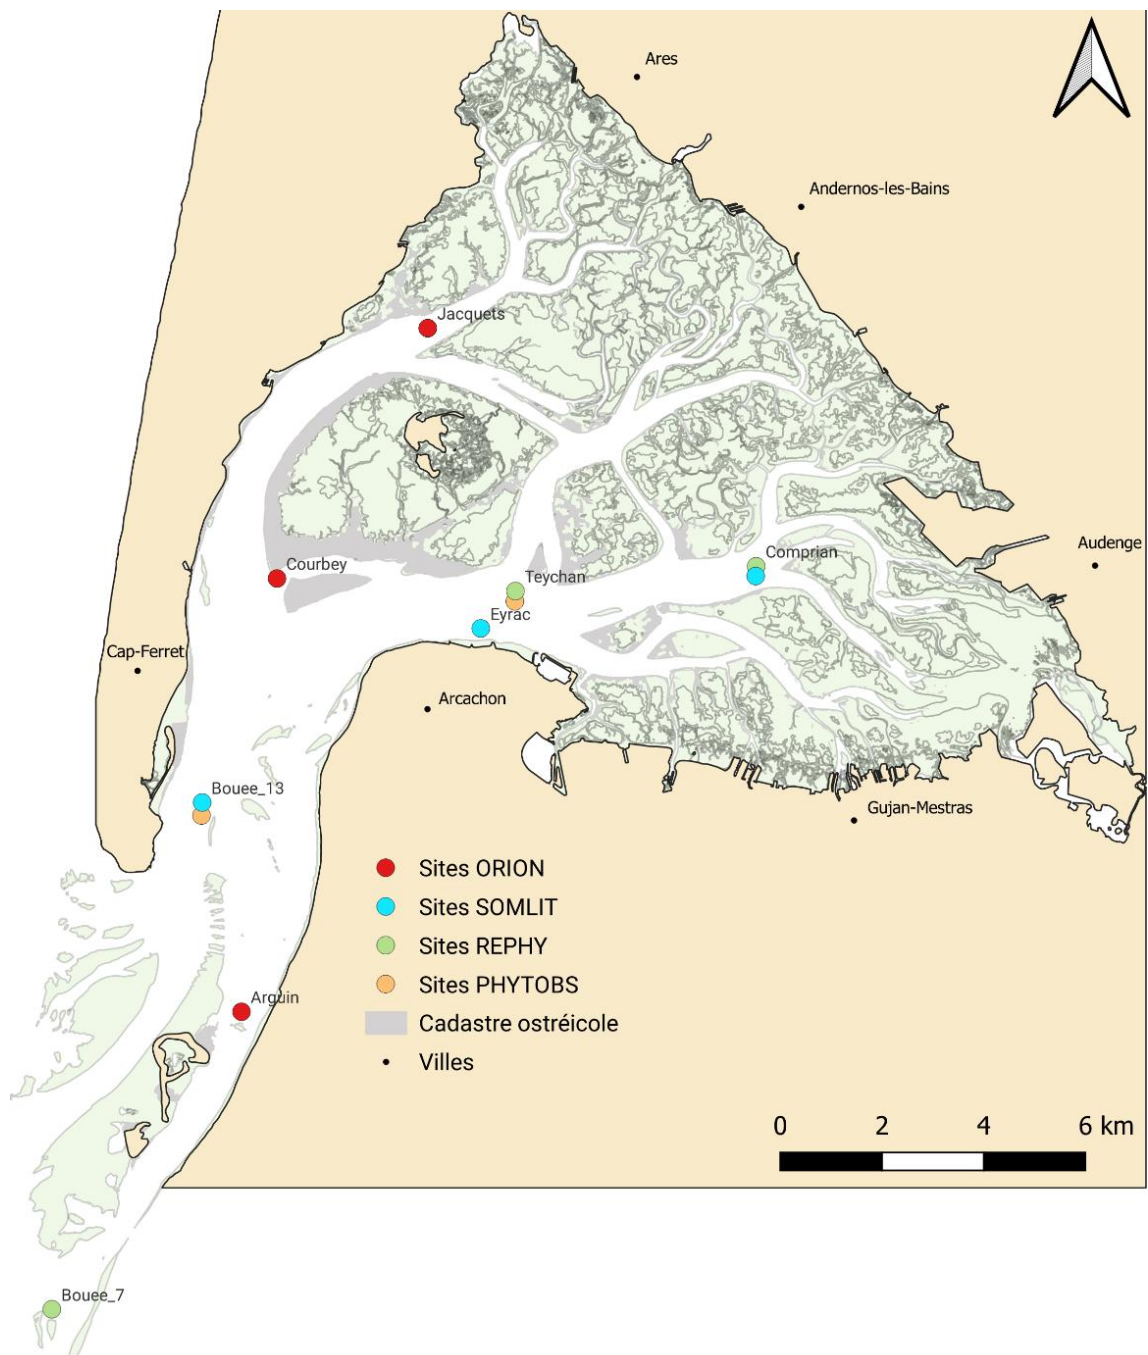 Ares
Andernos-les-Bains
Jacquets
Courbey
Comprian
Audenge
Teychan
Eyrac
Cap-Ferret
Arcachon
Bouee_13
Gujan-Mestras
Sites ORION
Sites SOMLIT
Sites REPHY
Sites PHYTOBS
Arguin
Cadastre ostréicole
Villes
0 2 4 6 km
Bouee_7